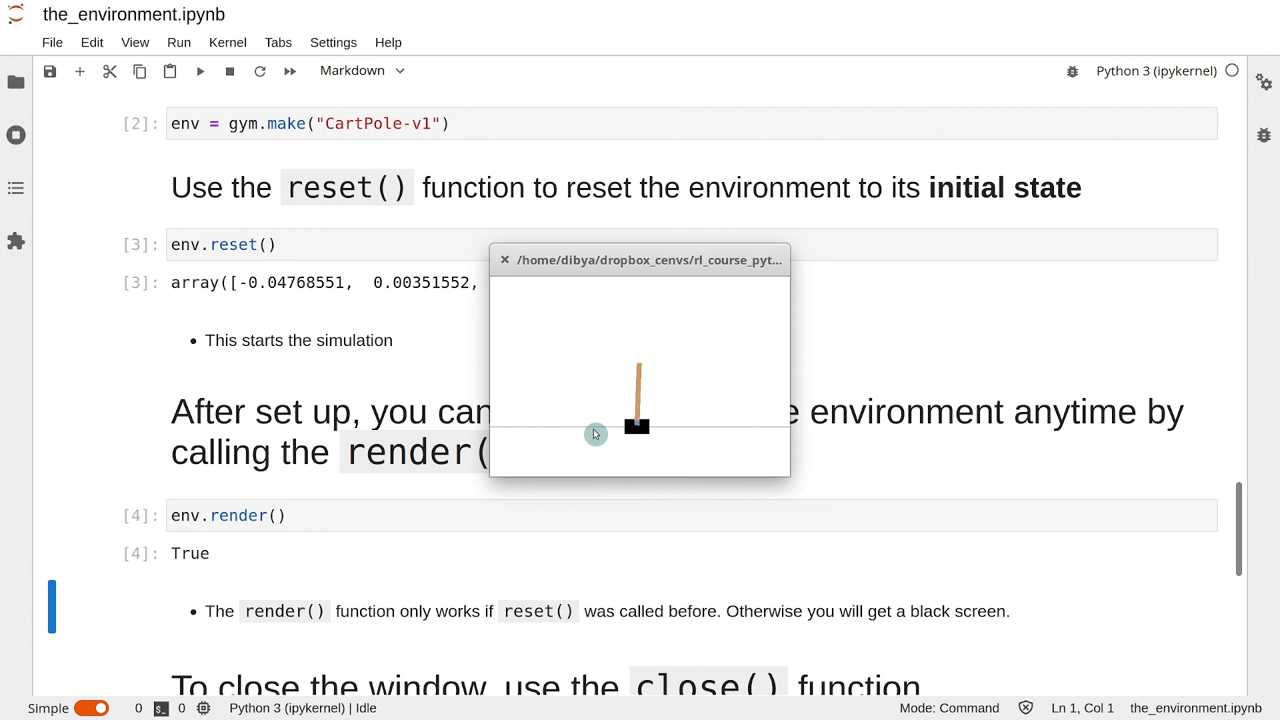 the_environment.ipynb
File Edit View Run Kernel Tabs Settings Help
Markdown Python 3 (ipykernel)
[2]: env = gym.make("CartPole-v1")
Use the reset() function to reset the environment to its initial state
[3]: env.reset()
/home/dibya/dropbox_cenvs/rl_course_pyt...
[3]: array([-0.04768551, 0.00351552,
• This starts the simulation
After set up, you can e environment anytime by
calling the render(
[4]: env.render()
[4]: True
• The render() function only works if reset() was called before. Otherwise you will get a black screen.
To close the window, use the close() function
Simple 0 $_ 0 Python 3 (ipykernel) | Idle Mode: Command Ln 1, Col 1 the_environment.ipynb